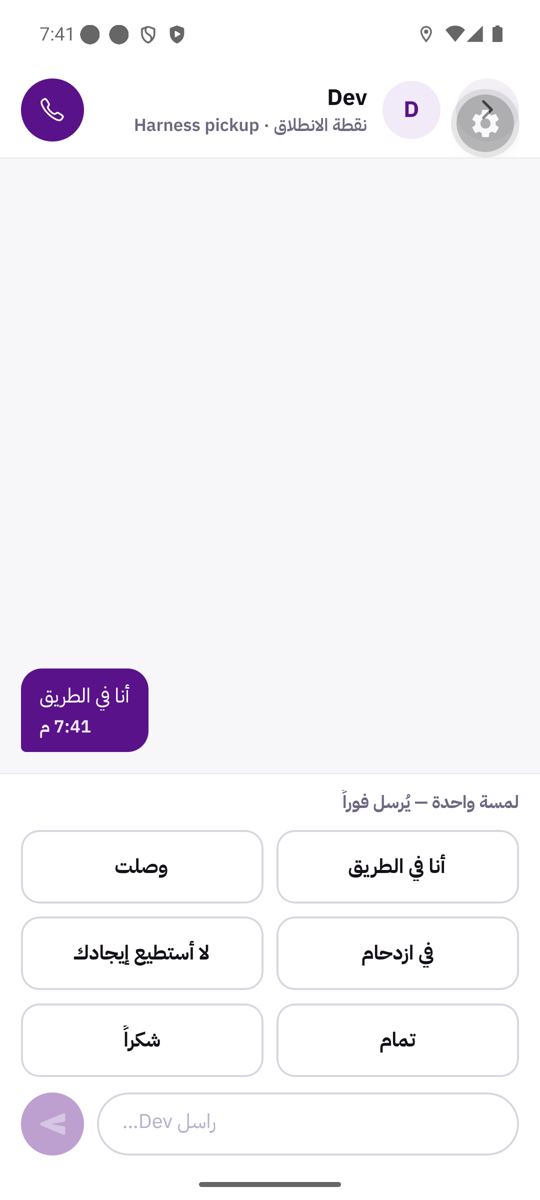 7:41
Dev
D
نقطة الانطلاق · Harness pickup
أنا في الطريق
7:41 م
لمسة واحدة — يُرسل فوراً
أنا في الطريق
وصلت
في ازدحام
لا أستطيع إيجادك
تمام
شكراً
راسل Dev...